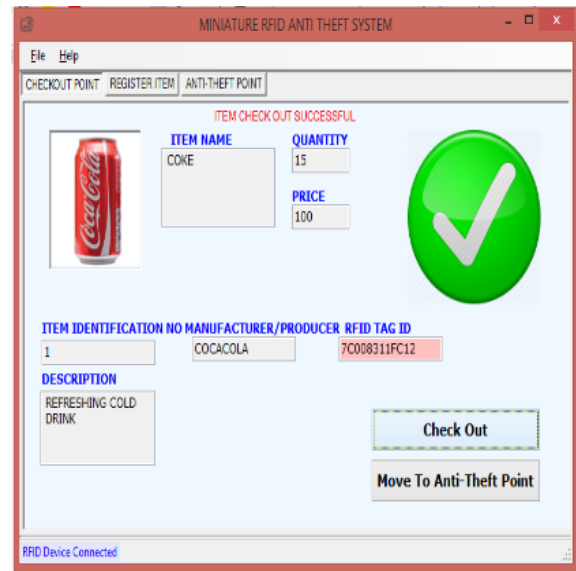 MINIATURE RFID ANTI THEFT SYSTEM
File Help
CHECKOUT POINT REGISTER ITEM ANTI-THEFT POINT
ITEM CHECK OUT SUCCESSFUL
ITEM NAME QUANTITY
COKE 15
PRICE
100
Coca-Cola
ITEM IDENTIFICATION NO MANUFACTURER/PRODUCER RFID TAG ID
1 COCACOLA 7C008311FC12
DESCRIPTION
REFRESHING COLD
DRINK
Check Out
Move To Anti-Theft Point
RFID Device Connected